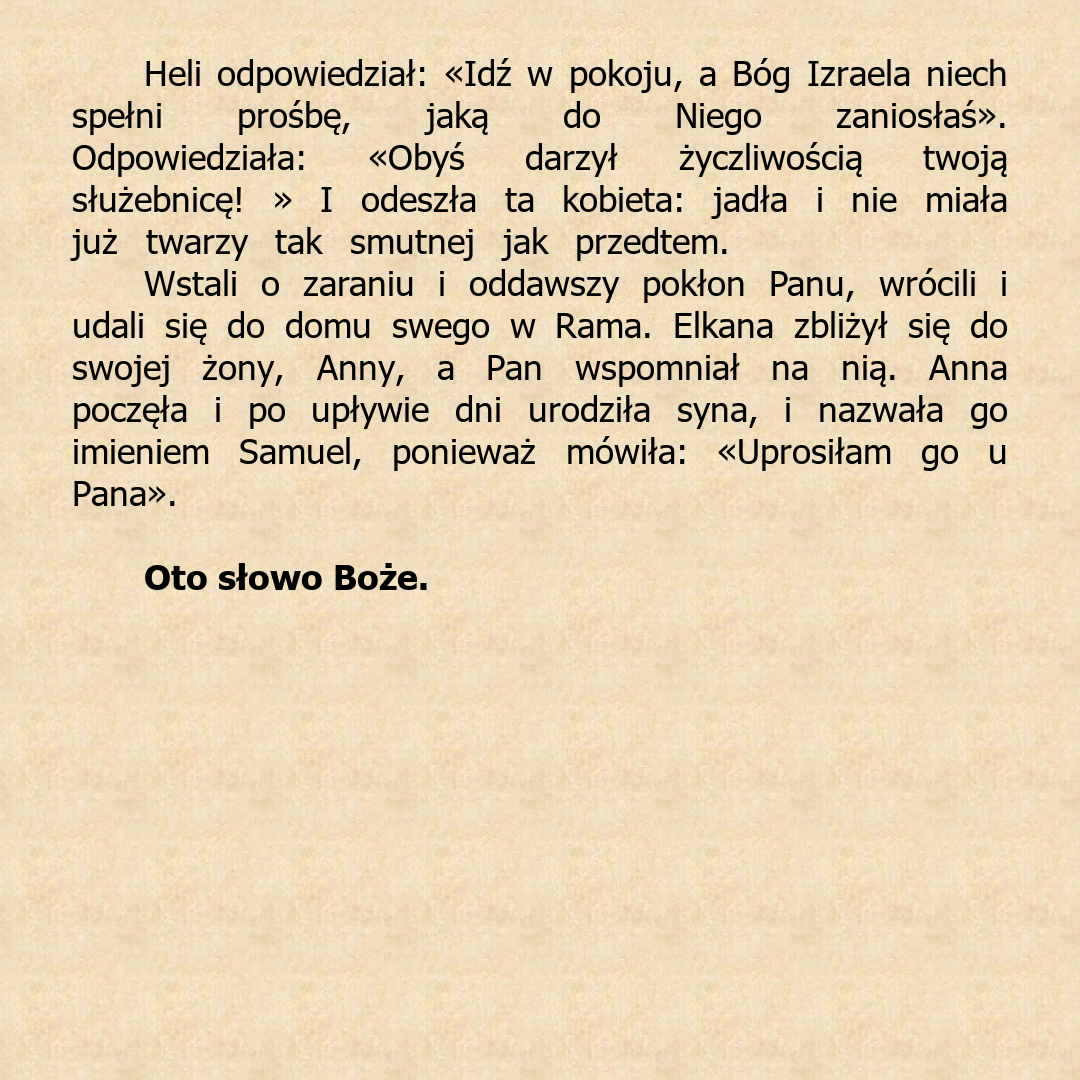 Heli odpowiedział: «Idź w pokoju, a Bóg Izraela niech
spełni prośbę, jaką do Niego zaniosłaś».
Odpowiedziała: «Obyś darzył życzliwością twoją
służebnicę! » I odeszła ta kobieta: jadła i nie miała
już twarzy tak smutnej jak przedtem.
Wstali o zaraniu i oddawszy pokłon Panu, wrócili i
udali się do domu swego w Rama. Elkana zbliżył się do
swojej żony, Anny, a Pan wspomniał na nią. Anna
poczęła i po upływie dni urodziła syna, i nazwała go
imieniem Samuel, ponieważ mówiła: «Uprosiłam go u
Pana».
Oto słowo Boże.